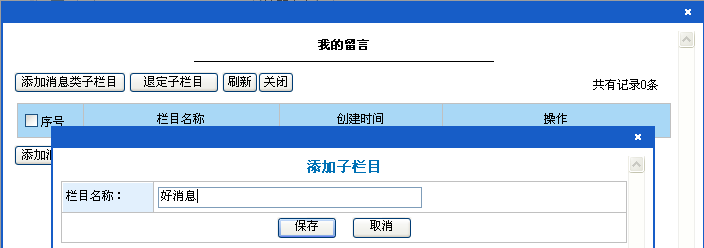 我的留言
添加消息类子栏目 退定子栏目 刷新 关闭 共有记录0条
序号 栏目名称 创建时间 操作
添加
添加子栏目
栏目名称： 好消息
保存 取消